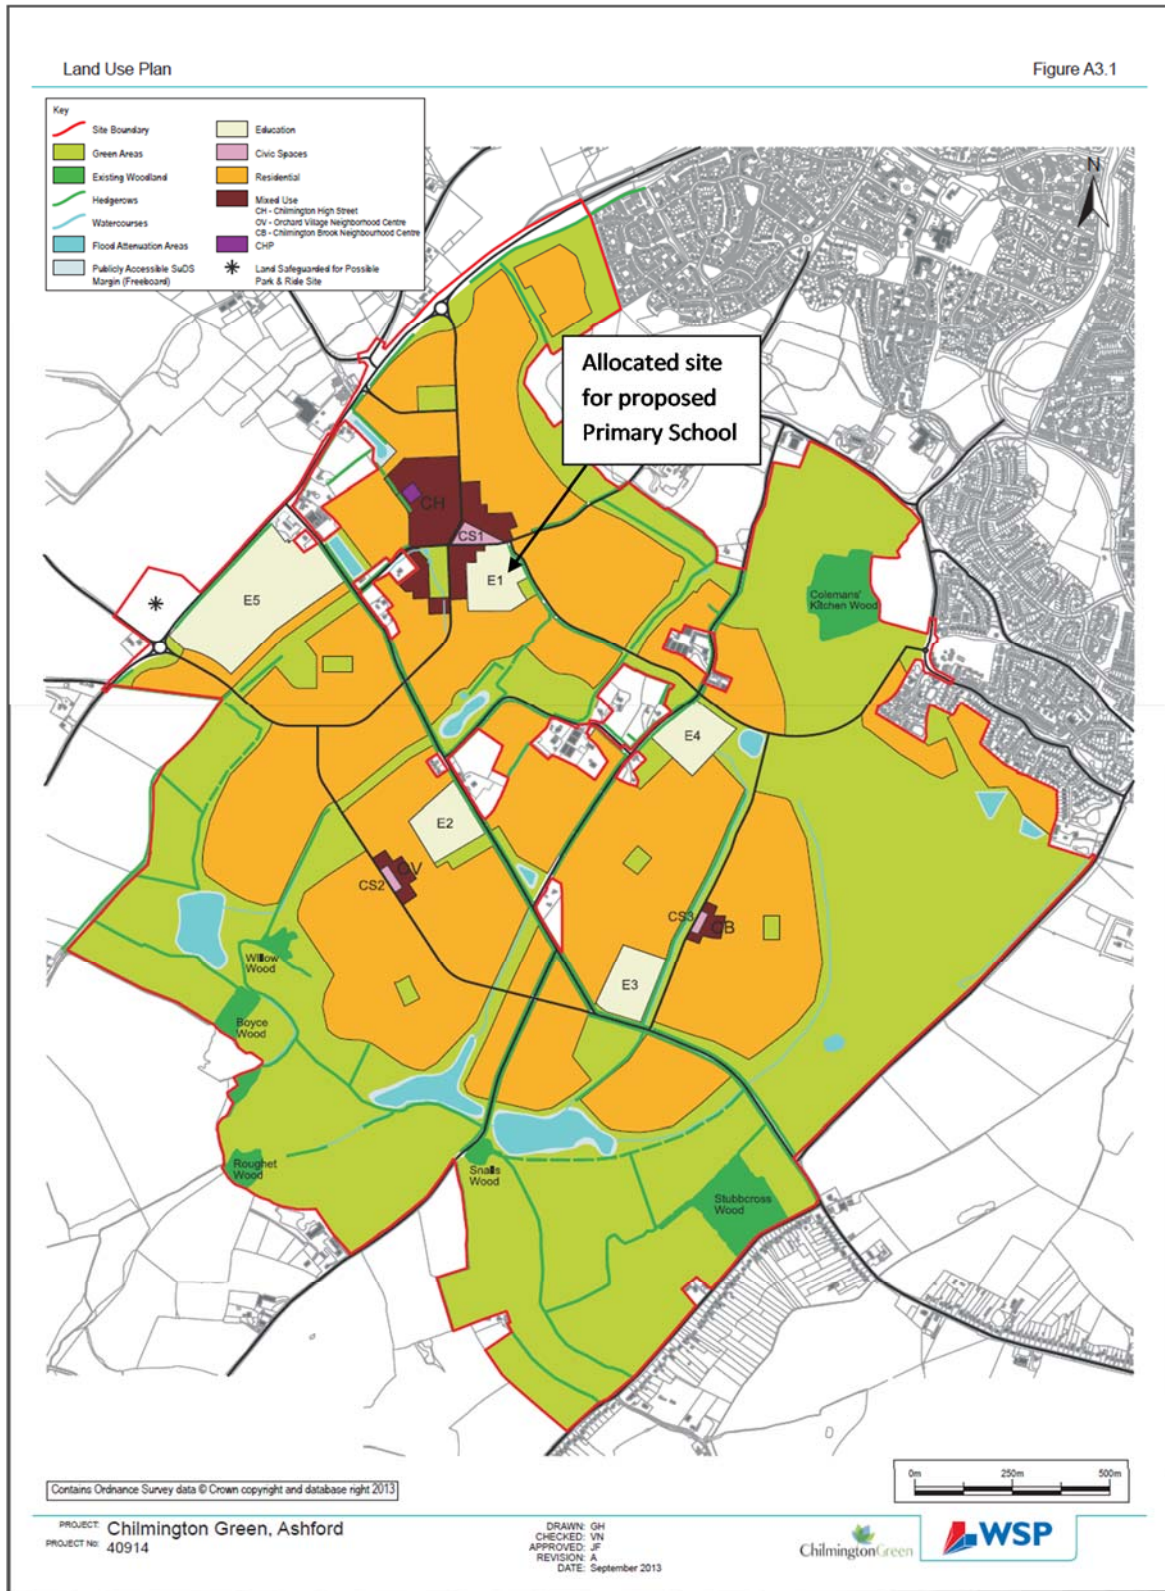 Land Use Plan
Figure A3.1
Key
Site Boundary
Green Areas
Existing Woodland
Hedgerows
Watercourses
Flood Attenuation Areas
Publicly Accessible SuDS
Margin (Freeboard)
Education
Civic Spaces
Residential
Mixed Use
CH - Chilmington High Street
OV - Orchard Village Neighborhood Centre
CB - Chilmington Brook Neighbourhood Centre
CHP
Land Safeguarded for Possible
Park & Ride Site
N
Allocated site
for proposed
Primary School
CH
CS1
E1
E5
Colemans'
Kitchen Wood
E4
E2
OV
CS2
CS3
CB
E3
Willow
Wood
Boyce
Wood
Roughet
Wood
Snails
Wood
Stubbcross
Wood
0m 250m 500m
Contains Ordnance Survey data © Crown copyright and database right 2013
PROJECT: Chilmington Green, Ashford
PROJECT No: 40914
DRAWN: GH
CHECKED: VN
APPROVED: JF
REVISION: A
DATE: September 2013
ChilmingtonGreen
WSP